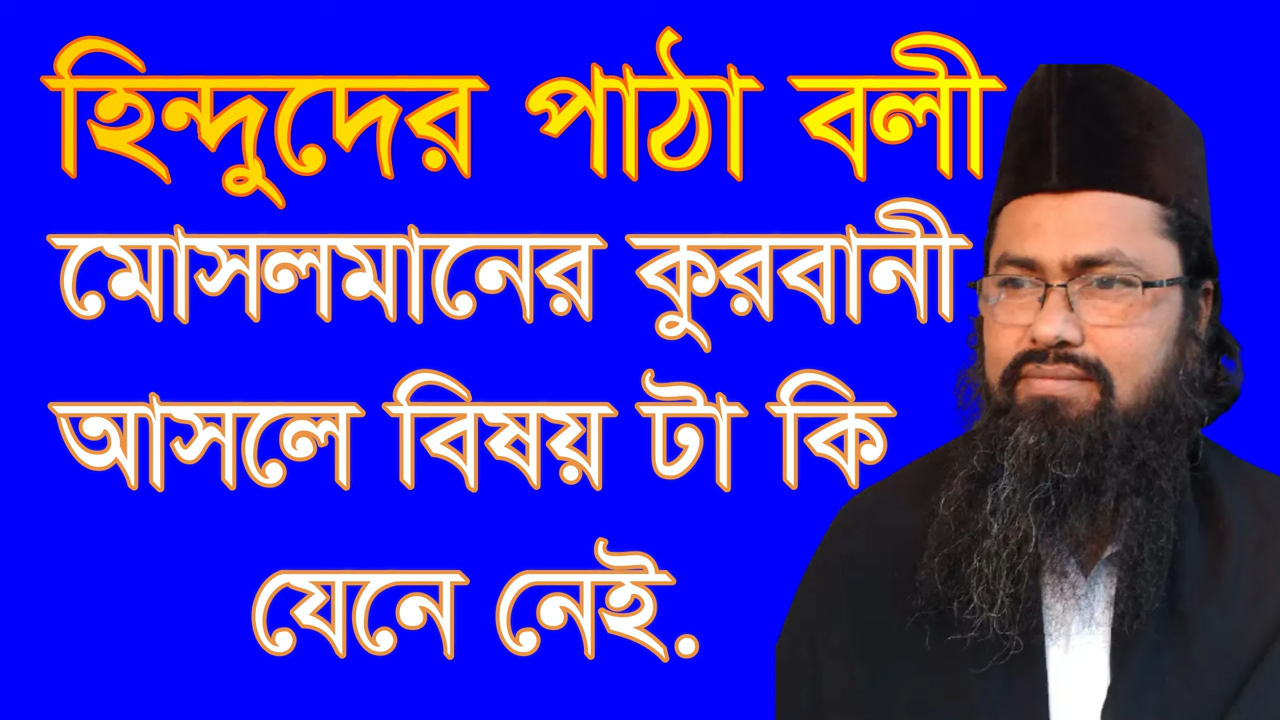 হিন্দুদের পাঠা বলী
মোসলমানের কুরবানী
আসলে বিষয় টা কি
যেনে নেই.